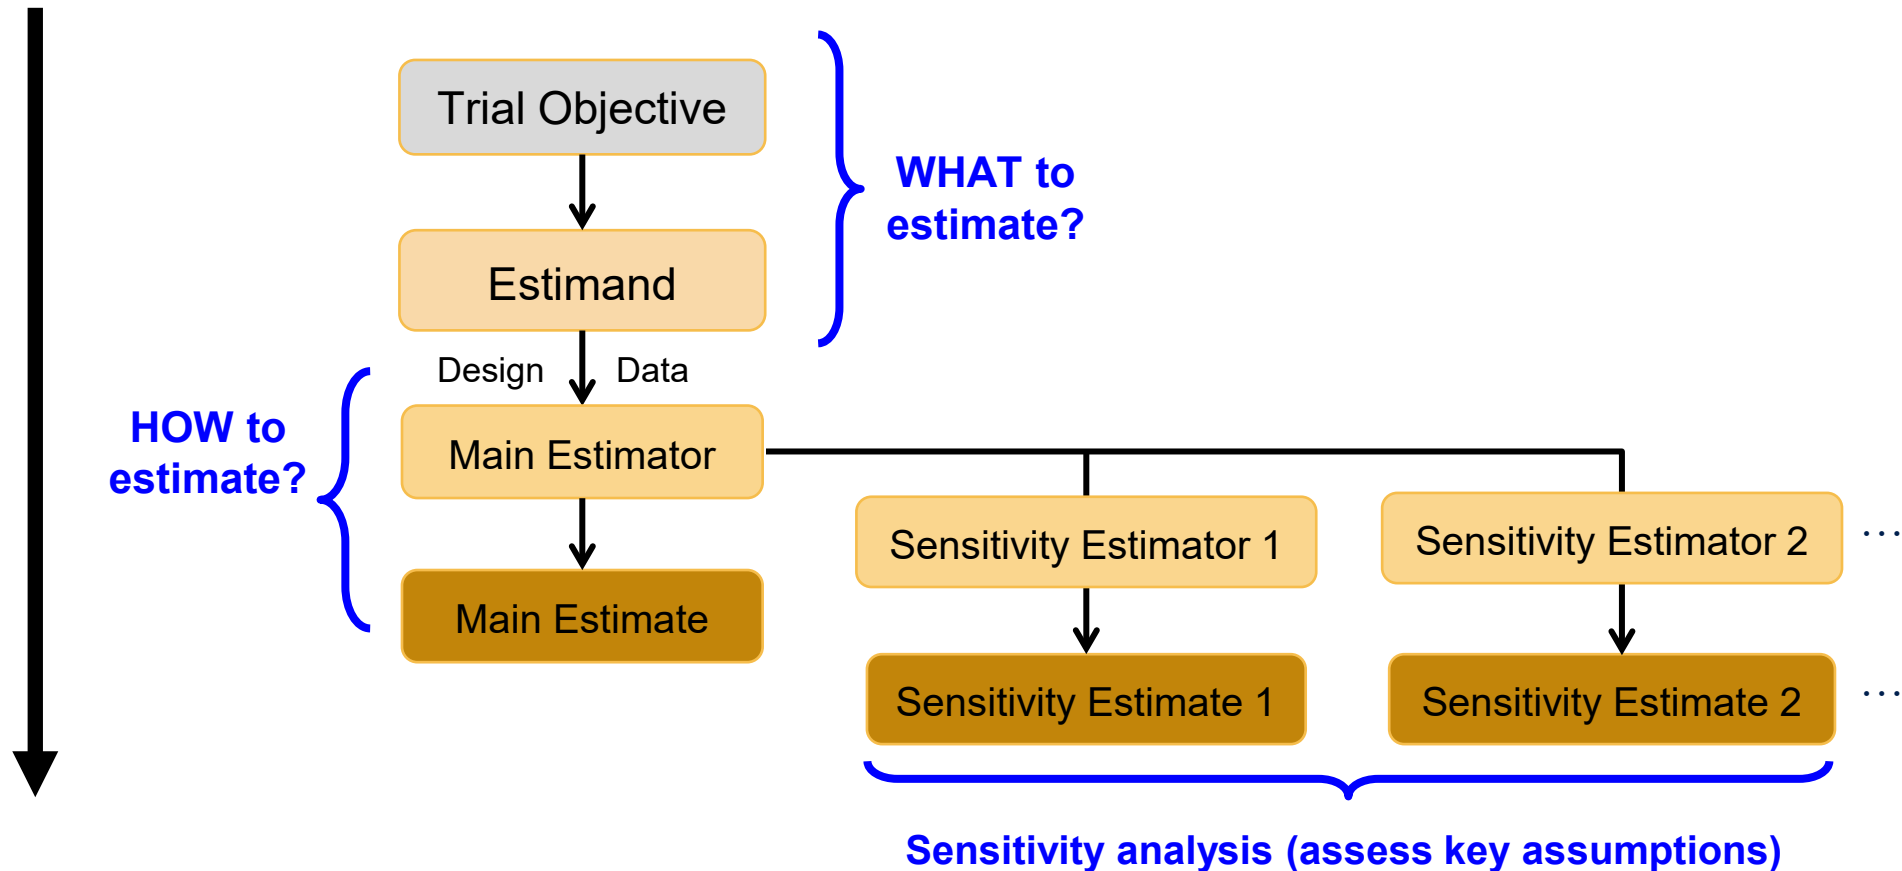 Trial Objective
WHAT to
estimate?
Estimand
Design Data
HOW to
estimate?
Main Estimator
Sensitivity Estimator 1
Sensitivity Estimator 2
...
Main Estimate
Sensitivity Estimate 1
Sensitivity Estimate 2
...
Sensitivity analysis (assess key assumptions)